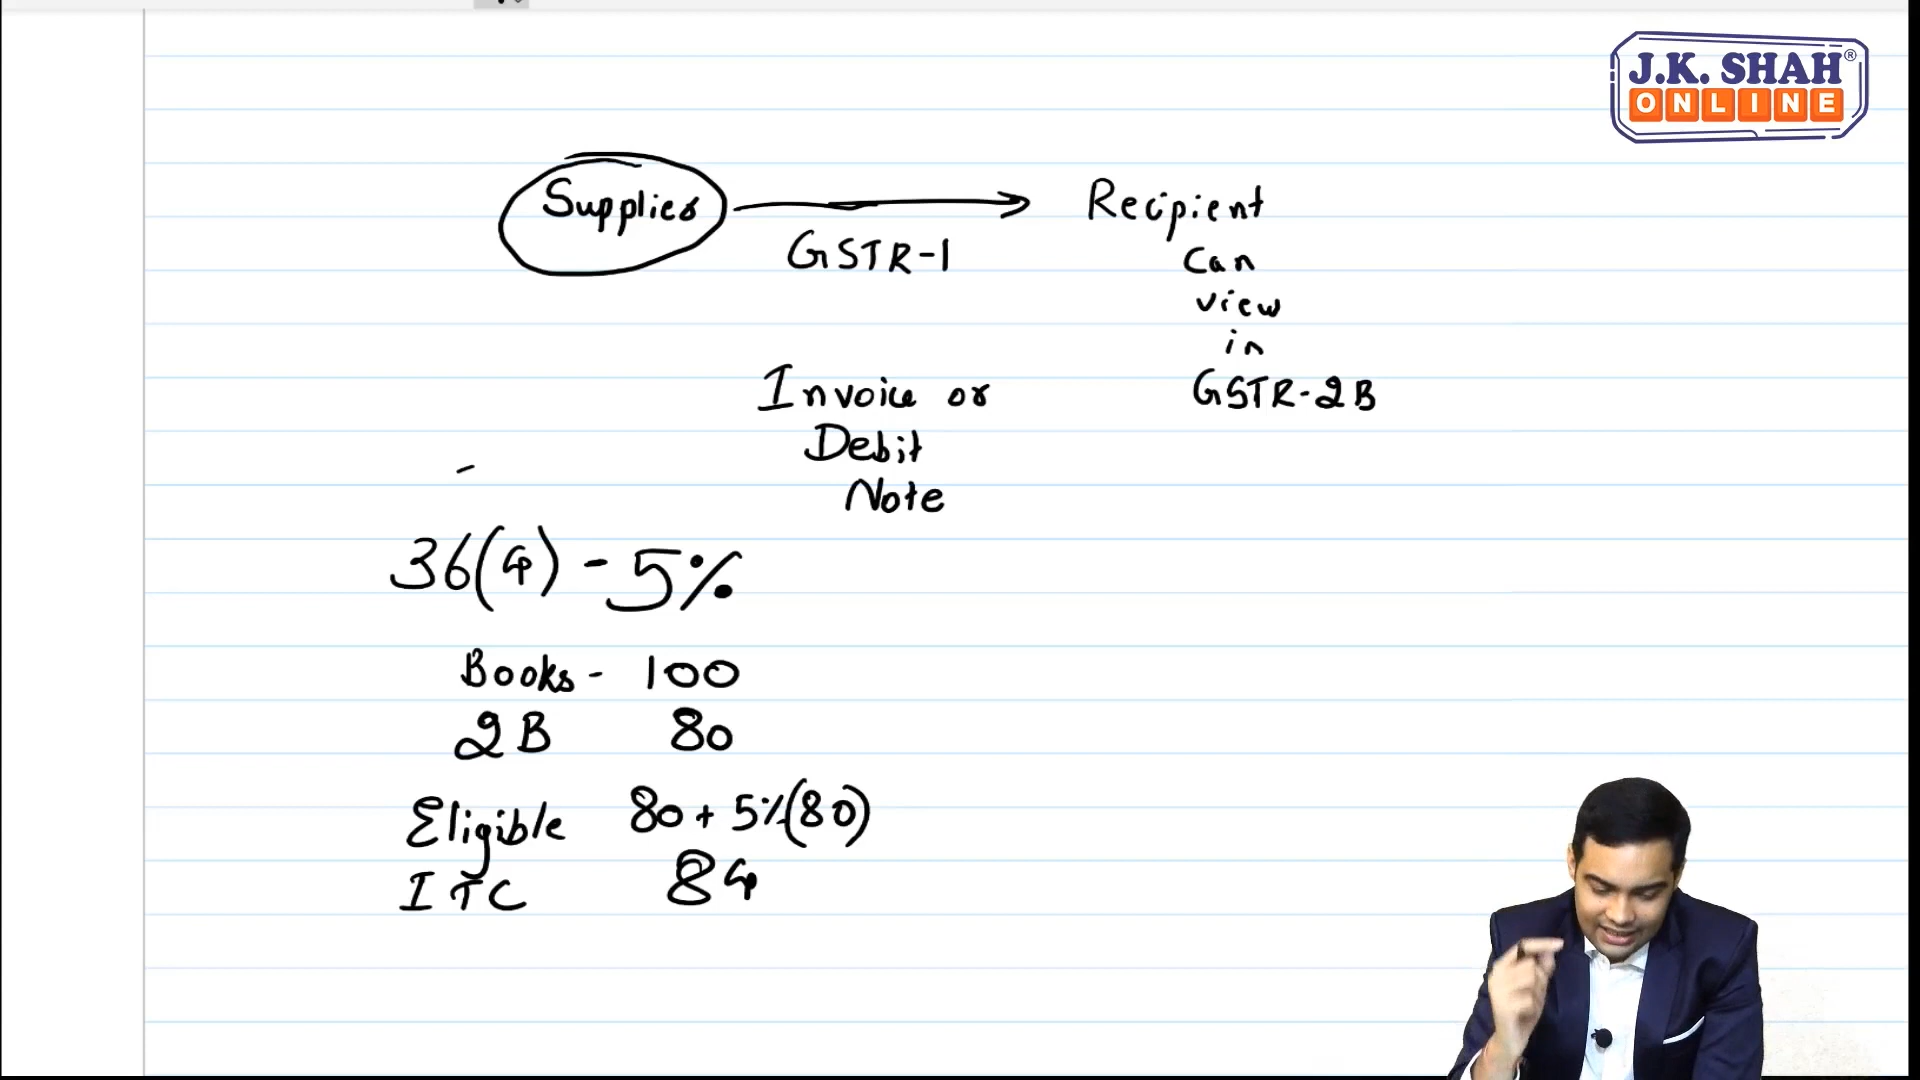 J.K. SHAH®
ONLINE
Supplier → Recipient
GSTR-1
Can
view
in
GSTR-2B
Invoice or
Debit
Note
36(4) - 5%
Books - 100
2B 80
Eligible 80 + 5%(80)
ITC 84